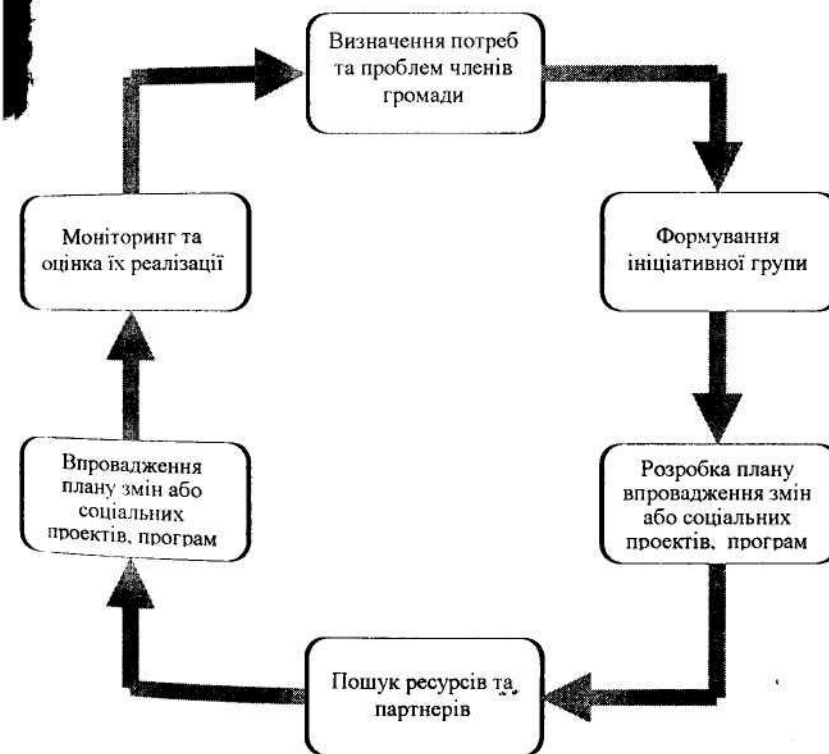 Визначення потреб
та проблем членів
громади
Формування
ініціативної групи
Розробка плану
впровадження змін
або соціальних
проектів, програм
Пошук ресурсів та
партнерів
Впровадження
плану змін або
соціальних
проектів, програм
Моніторинг та
оцінка їх реалізації